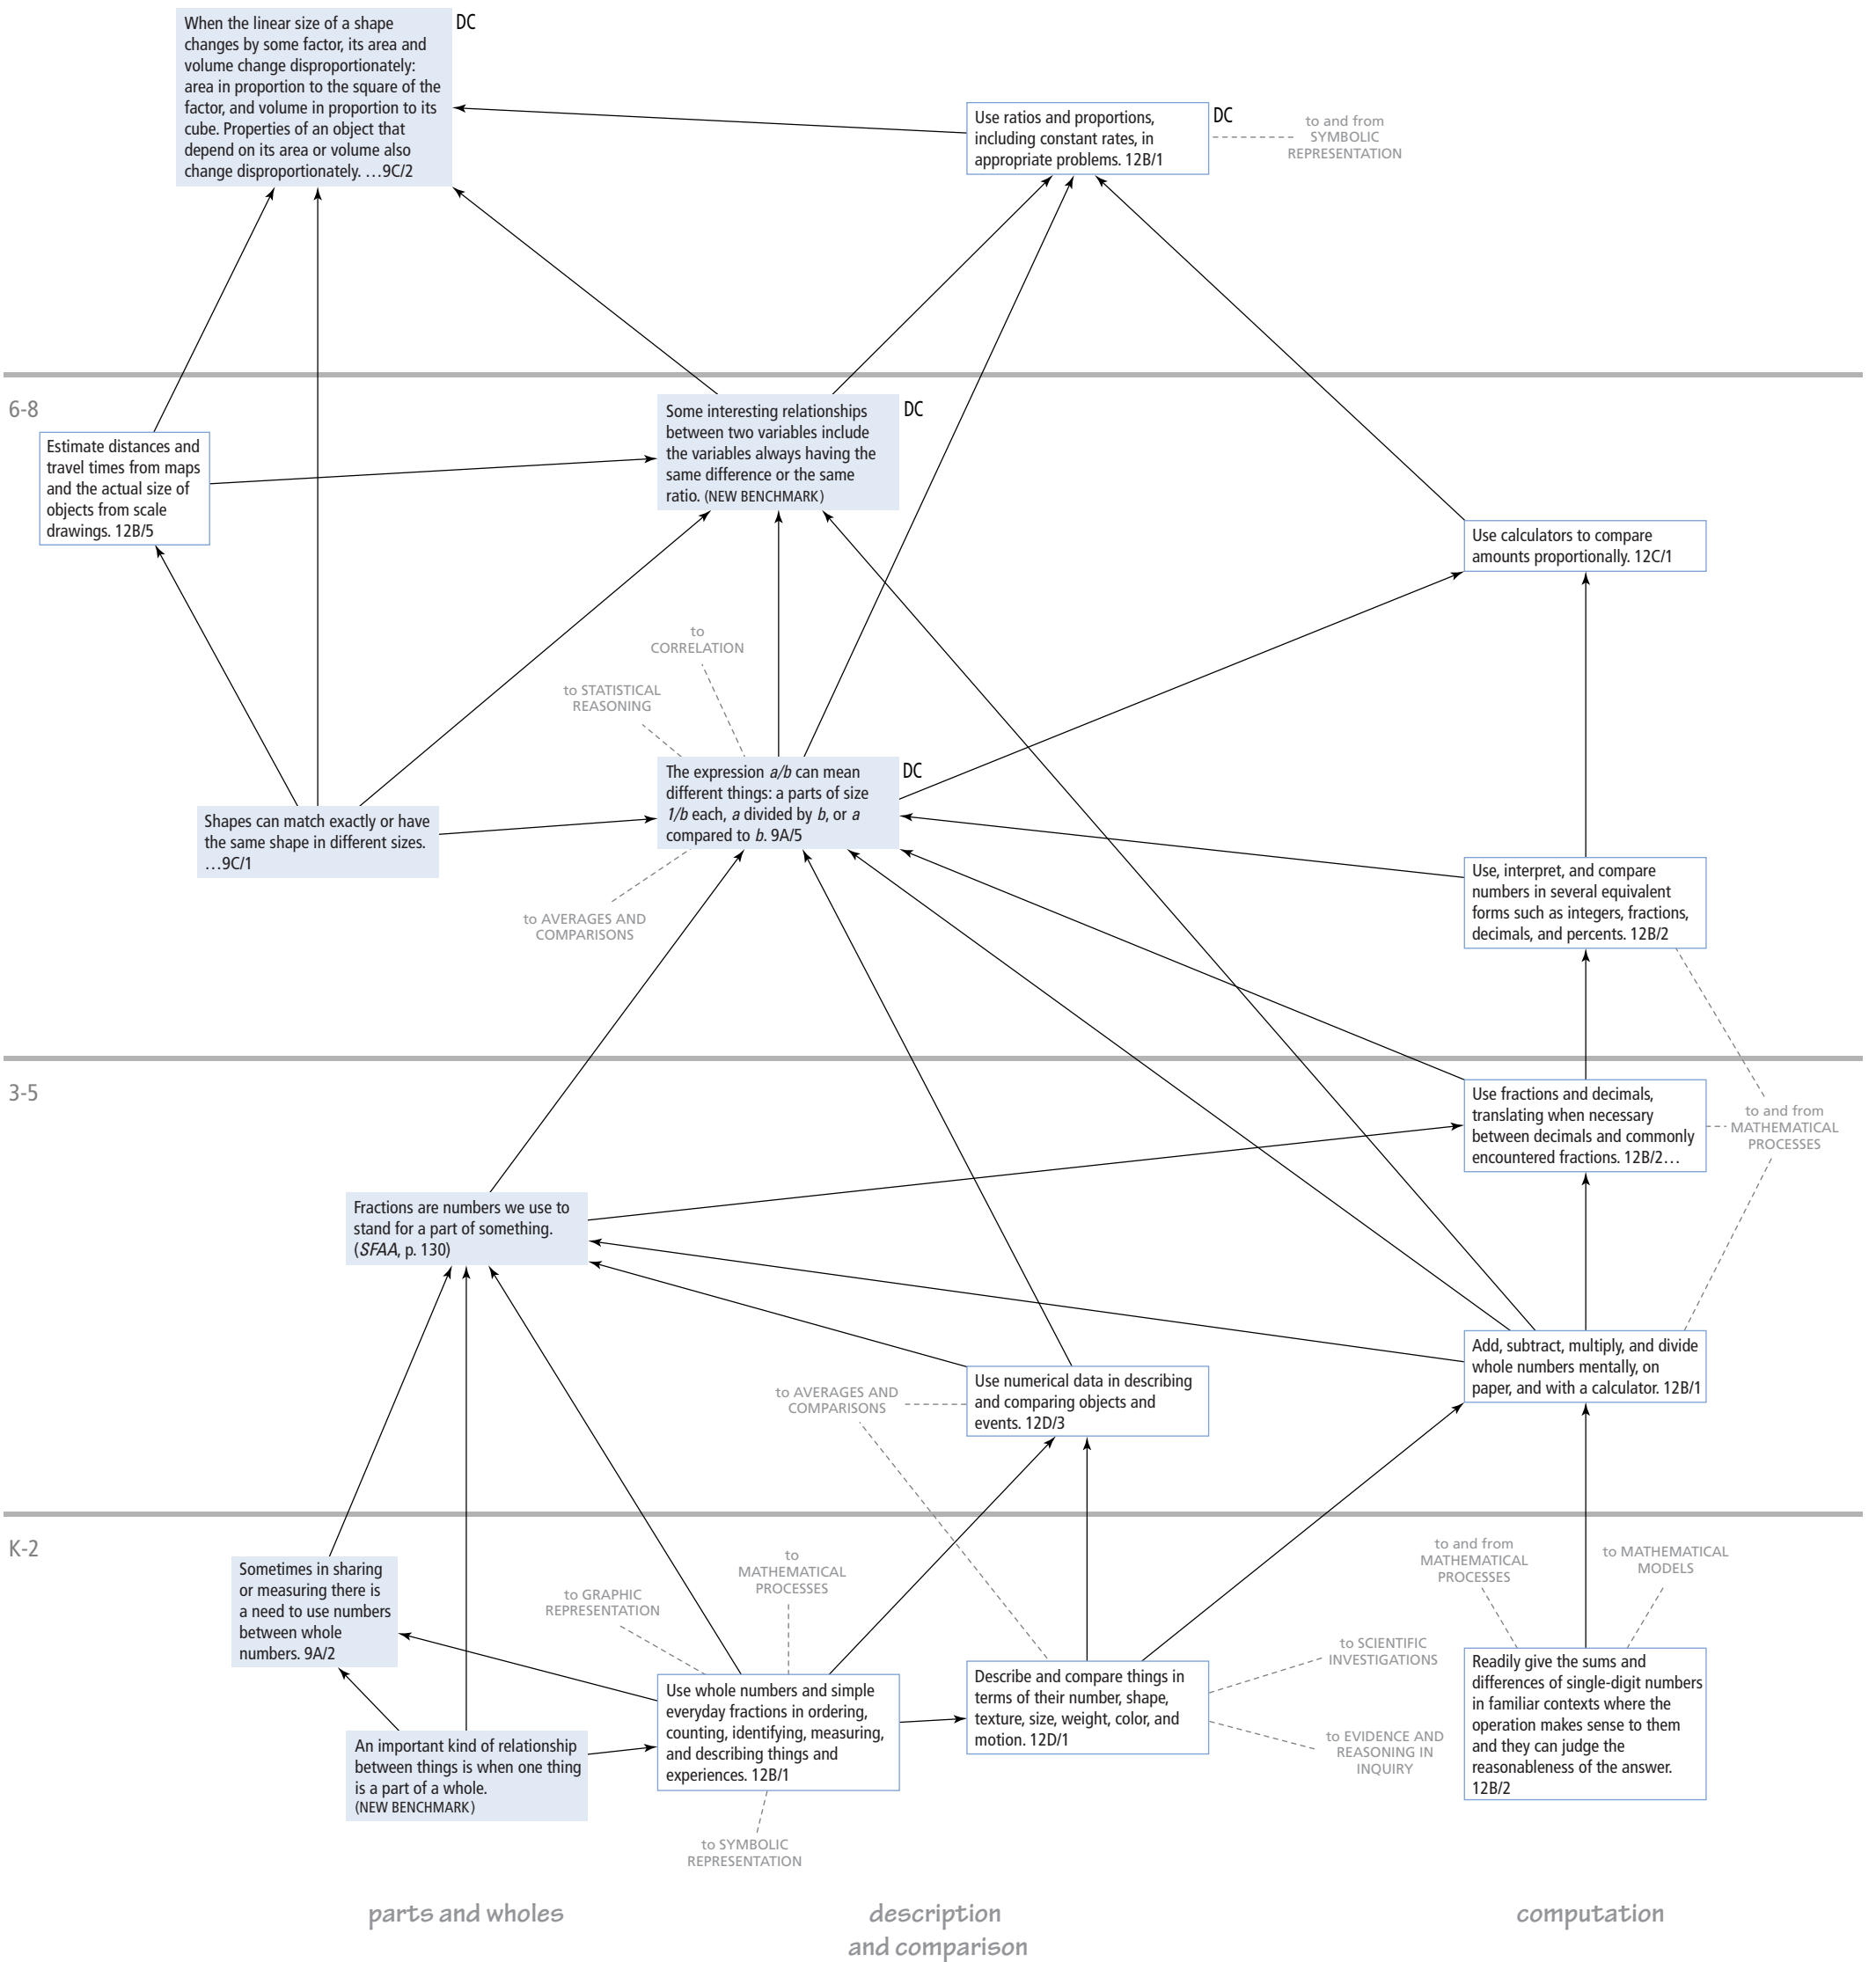 When the linear size of a shape
changes by some factor, its area and
volume change disproportionately:
area in proportion to the square of the
factor, and volume in proportion to its
cube. Properties of an object that
depend on its area or volume also
change disproportionately. …9C/2
DC
Use ratios and proportions,
including constant rates, in
appropriate problems. 12B/1
DC
to and from
SYMBOLIC
REPRESENTATION
6-8
Estimate distances and
travel times from maps
and the actual size of
objects from scale
drawings. 12B/5
Some interesting relationships
between two variables include
the variables always having the
same difference or the same
ratio. (NEW BENCHMARK)
DC
Use calculators to compare
amounts proportionally. 12C/1
to
CORRELATION
to STATISTICAL
REASONING
The expression a/b can mean
different things: a parts of size
1/b each, a divided by b, or a
compared to b. 9A/5
DC
Shapes can match exactly or have
the same shape in different sizes.
…9C/1
to AVERAGES AND
COMPARISONS
Use, interpret, and compare
numbers in several equivalent
forms such as integers, fractions,
decimals, and percents. 12B/2
3-5
Use fractions and decimals,
translating when necessary
between decimals and commonly
encountered fractions. 12B/2…
to and from
MATHEMATICAL
PROCESSES
Fractions are numbers we use to
stand for a part of something.
(SFAA, p. 130)
Add, subtract, multiply, and divide
whole numbers mentally, on
paper, and with a calculator. 12B/1
to AVERAGES AND
COMPARISONS
Use numerical data in describing
and comparing objects and
events. 12D/3
K-2
Sometimes in sharing
or measuring there is
a need to use numbers
between whole
numbers. 9A/2
to GRAPHIC
REPRESENTATION
to
MATHEMATICAL
PROCESSES
to and from
MATHEMATICAL
PROCESSES
to MATHEMATICAL
MODELS
An important kind of relationship
between things is when one thing
is a part of a whole.
(NEW BENCHMARK)
Use whole numbers and simple
everyday fractions in ordering,
counting, identifying, measuring,
and describing things and
experiences. 12B/1
Describe and compare things in
terms of their number, shape,
texture, size, weight, color, and
motion. 12D/1
to SCIENTIFIC
INVESTIGATIONS
to EVIDENCE AND
REASONING IN
INQUIRY
Readily give the sums and
differences of single-digit numbers
in familiar contexts where the
operation makes sense to them
and they can judge the
reasonableness of the answer.
12B/2
to SYMBOLIC
REPRESENTATION
parts and wholes
description
and comparison
computation